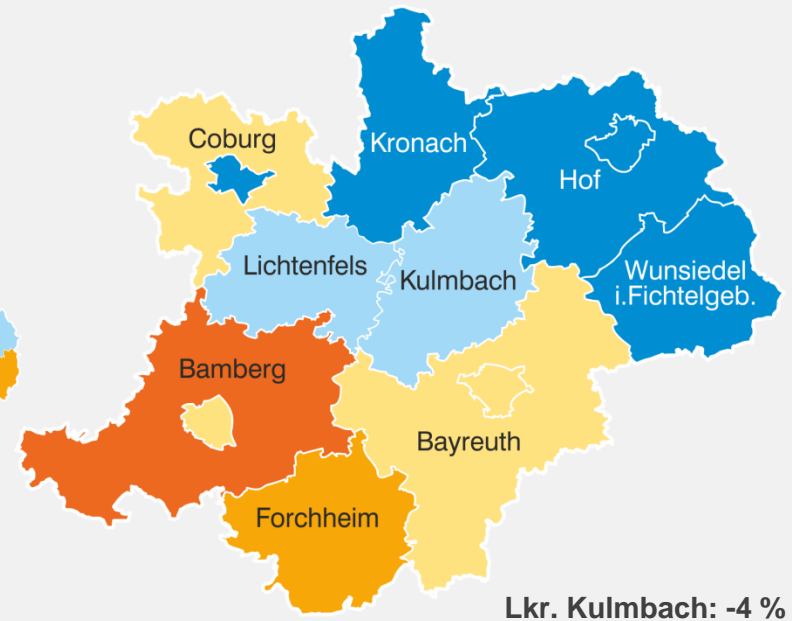 Coburg
Kronach
Hof
Lichtenfels
Kulmbach
Wunsiedel
i.Fichtelgeb.
Bamberg
Bayreuth
Forchheim
Lkr. Kulmbach: -4 %